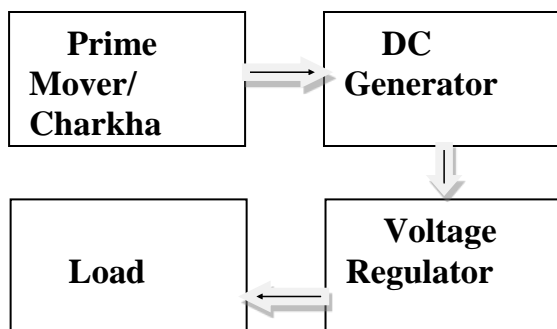 Prime
Mover/
Charkha
DC
Generator
Voltage
Regulator
Load